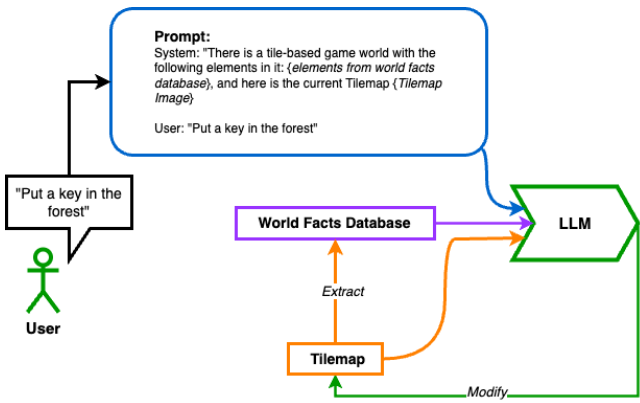 Prompt:
System: "There is a tile-based game world with the
following elements in it: {elements from world facts
database}, and here is the current Tilemap {Tilemap
Image}
User: "Put a key in the forest"
"Put a key in the
forest"
User
World Facts Database
LLM
Extract
Tilemap
Modify